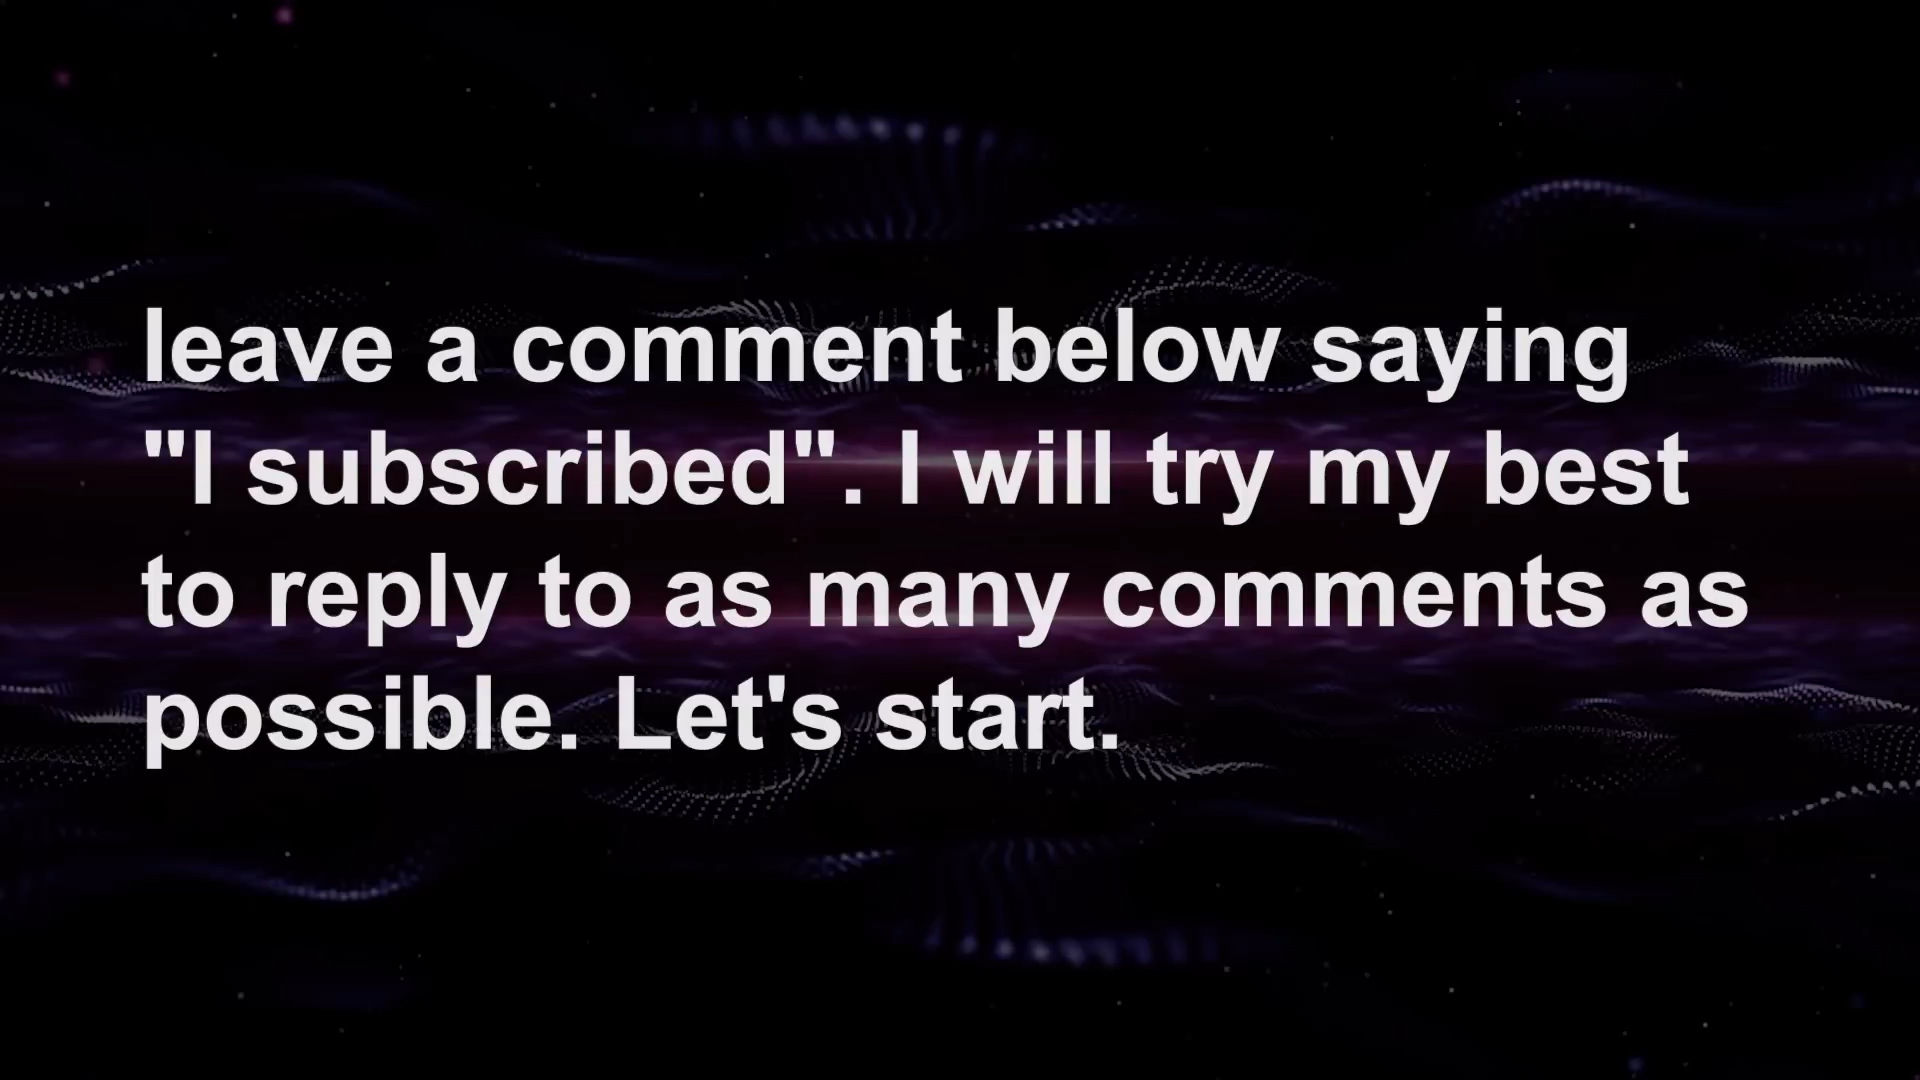 leave a comment below saying
"I subscribed". I will try my best
to reply to as many comments as
possible. Let's start.